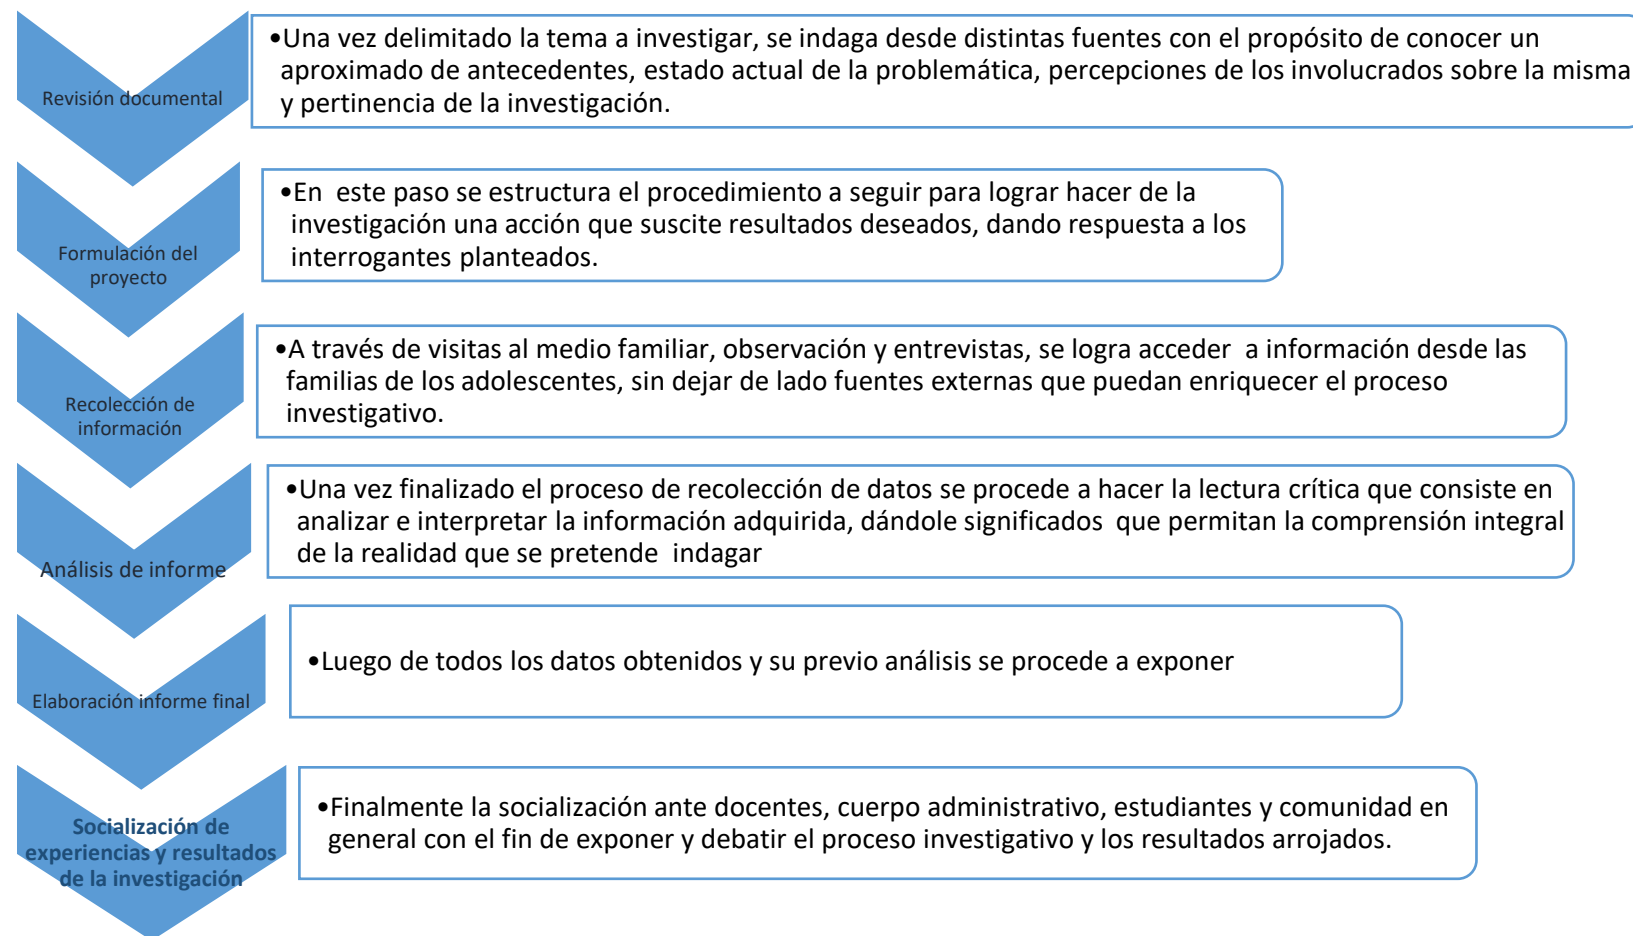 Revisión documental
•Una vez delimitado la tema a investigar, se indaga desde distintas fuentes con el propósito de conocer un
aproximado de antecedentes, estado actual de la problemática, percepciones de los involucrados sobre la misma
y pertinencia de la investigación.
Formulación del
proyecto
•En este paso se estructura el procedimiento a seguir para lograr hacer de la
investigación una acción que suscite resultados deseados, dando respuesta a los
interrogantes planteados.
Recolección de
información
•A través de visitas al medio familiar, observación y entrevistas, se logra acceder a información desde las
familias de los adolescentes, sin dejar de lado fuentes externas que puedan enriquecer el proceso
investigativo.
Análisis de informe
•Una vez finalizado el proceso de recolección de datos se procede a hacer la lectura crítica que consiste en
analizar e interpretar la información adquirida, dándole significados que permitan la comprensión integral
de la realidad que se pretende indagar
Elaboración informe final
•Luego de todos los datos obtenidos y su previo análisis se procede a exponer
Socialización de
experiencias y resultados
de la investigación
•Finalmente la socialización ante docentes, cuerpo administrativo, estudiantes y comunidad en
general con el fin de exponer y debatir el proceso investigativo y los resultados arrojados.